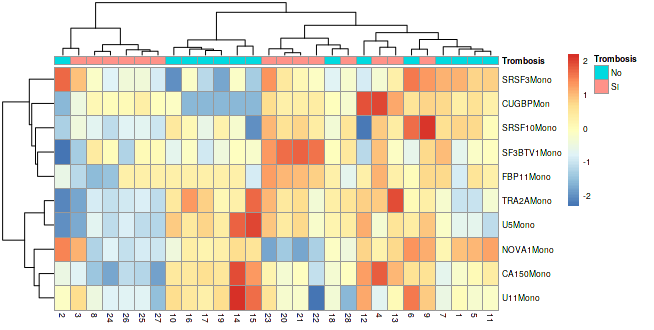 Trombosis
Trombosis
No
SI
2
1
0
-1
-2
SRSF3Mono
CUGBPMon
SRSF10Mono
SF3BTV1Mono
FBP11Mono
TRA2AMono
U5Mono
NOVA1Mono
CA150Mono
U11Mono
2 3 8 24 26 25 27 10 16 17 19 14 15 23 20 21 22 18 28 12 4 13 6 9 7 1 5 11